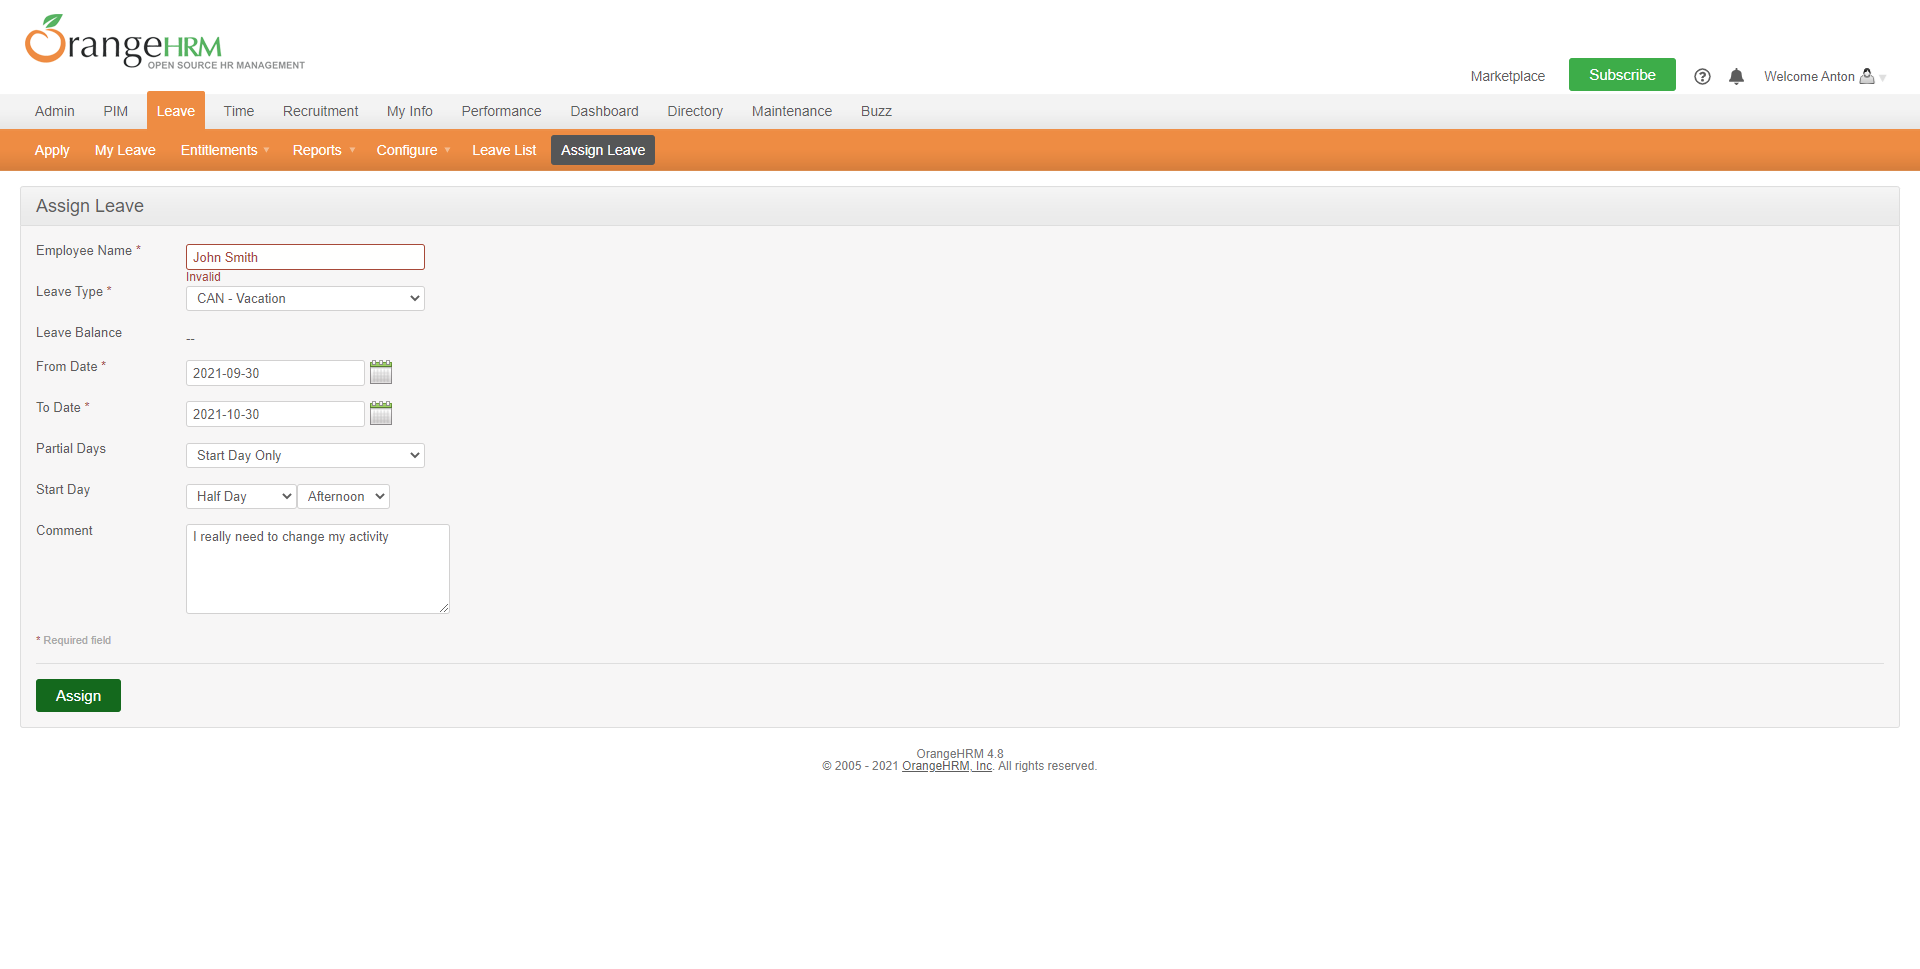 OrangeHRM
OPEN SOURCE HR MANAGEMENT
Marketplace Subscribe Welcome Anton
Admin PIM Leave Time Recruitment My Info Performance Dashboard Directory Maintenance Buzz
Apply My Leave Entitlements Reports Configure Leave List Assign Leave
Assign Leave
Employee Name * John Smith
Invalid
Leave Type * CAN - Vacation
Leave Balance --
From Date * 2021-09-30
To Date * 2021-10-30
Partial Days Start Day Only
Start Day Half Day Afternoon
Comment I really need to change my activity
* Required field
Assign
OrangeHRM 4.8
© 2005 - 2021 OrangeHRM, Inc. All rights reserved.